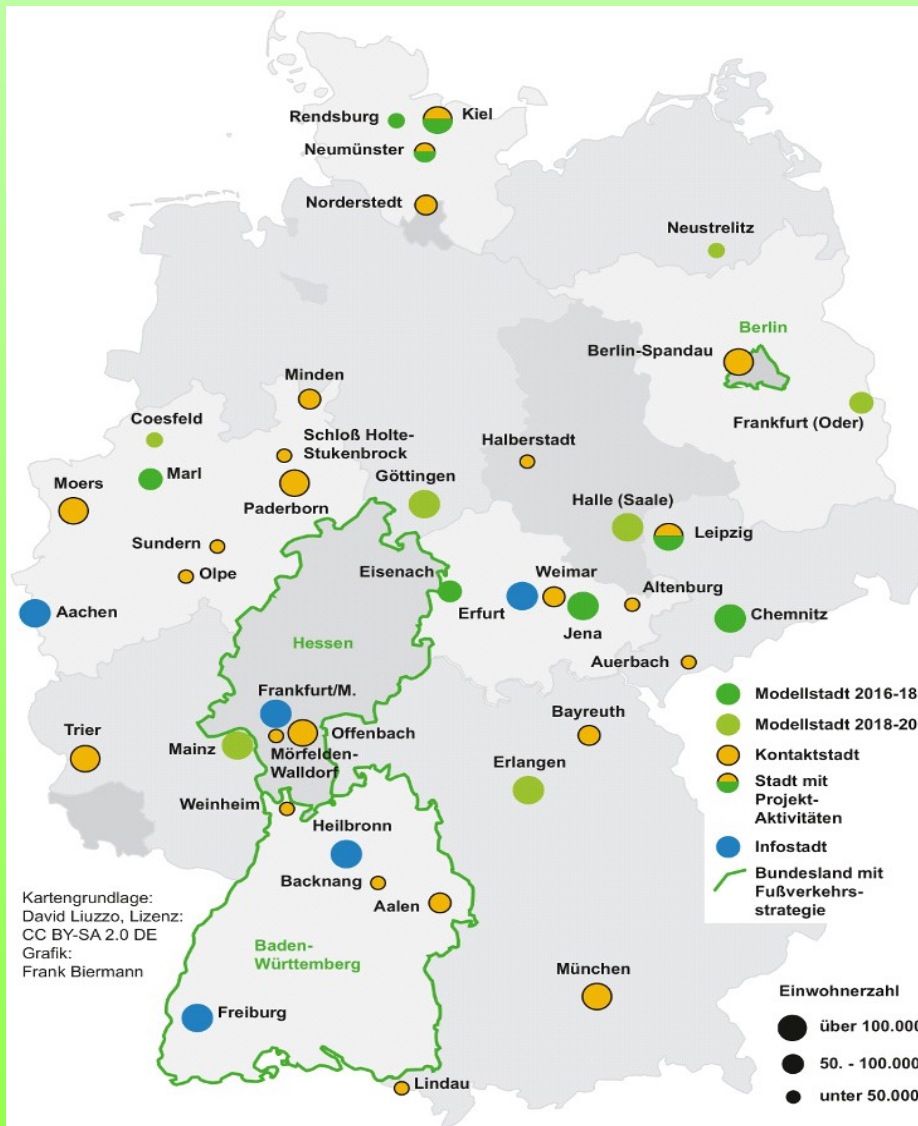 Rendsburg
Kiel
Neumünster
Norderstedt
Neustrelitz
Berlin
Berlin-Spandau
Minden
Frankfurt (Oder)
Coesfeld
Schloß Holte-
Stukenbrock
Halberstadt
Marl
Moers
Göttingen
Paderborn
Halle (Saale)
Leipzig
Sundern
Olpe
Eisenach
Weimar
Altenburg
Aachen
Erfurt
Jena
Chemnitz
Hessen
Auerbach
Frankfurt/M.
Trier
Offenbach
Bayreuth
Mainz
Mörfelden-
Walldorf
Erlangen
Weinheim
Heilbronn
Backnang
Aalen
Baden-
Württemberg
München
Freiburg
Lindau
Modellstadt 2016-18
Modellstadt 2018-20
Kontaktstadt
Stadt mit
Projekt-
Aktivitäten
Infostadt
Bundesland mit
Fußverkehrs-
strategie
Kartengrundlage:
David Liuzzo, Lizenz:
CC BY-SA 2.0 DE
Grafik:
Frank Biermann
Einwohnerzahl
über 100.000
50. - 100.000
unter 50.000